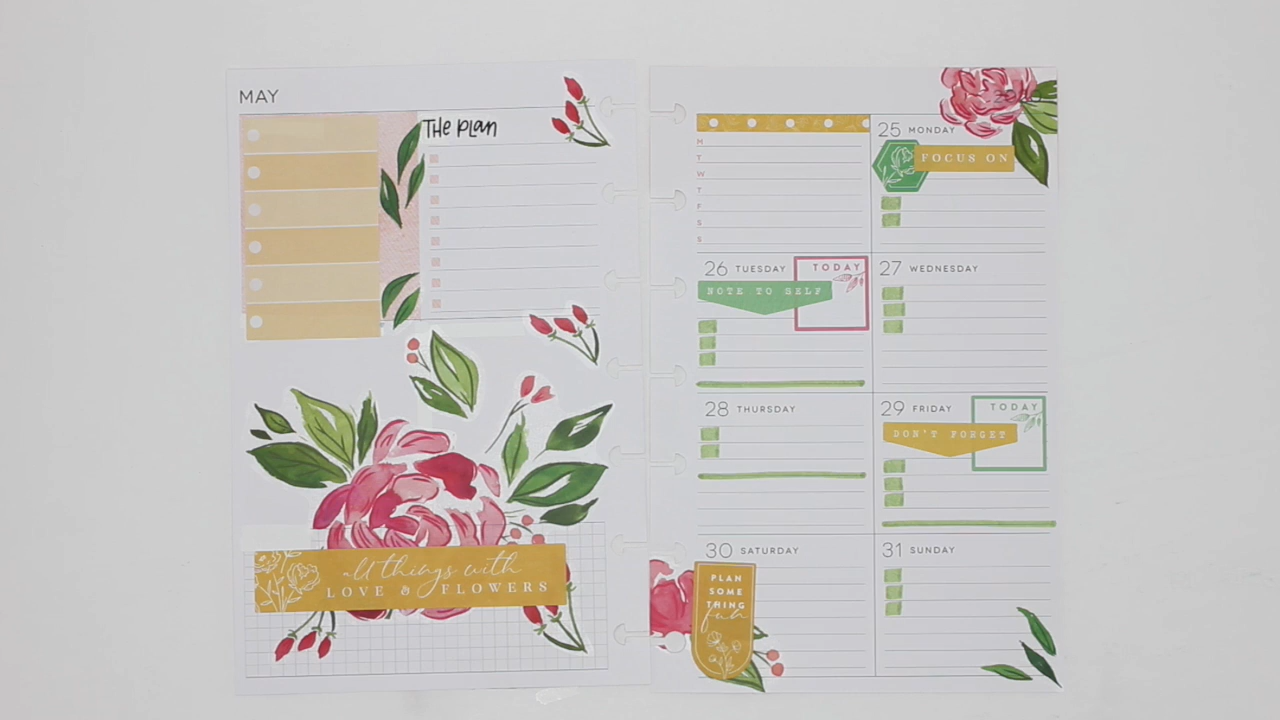 MAY
THE PLAN
all things with
LOVE & FLOWERS
M
T
W
T
F
S
S
25 MONDAY
FOCUS ON
26 TUESDAY
TODAY
NOTE TO SELF
27 WEDNESDAY
28 THURSDAY
29 FRIDAY
TODAY
DON'T FORGET
30 SATURDAY
PLAN
SOME
THING
fun
31 SUNDAY